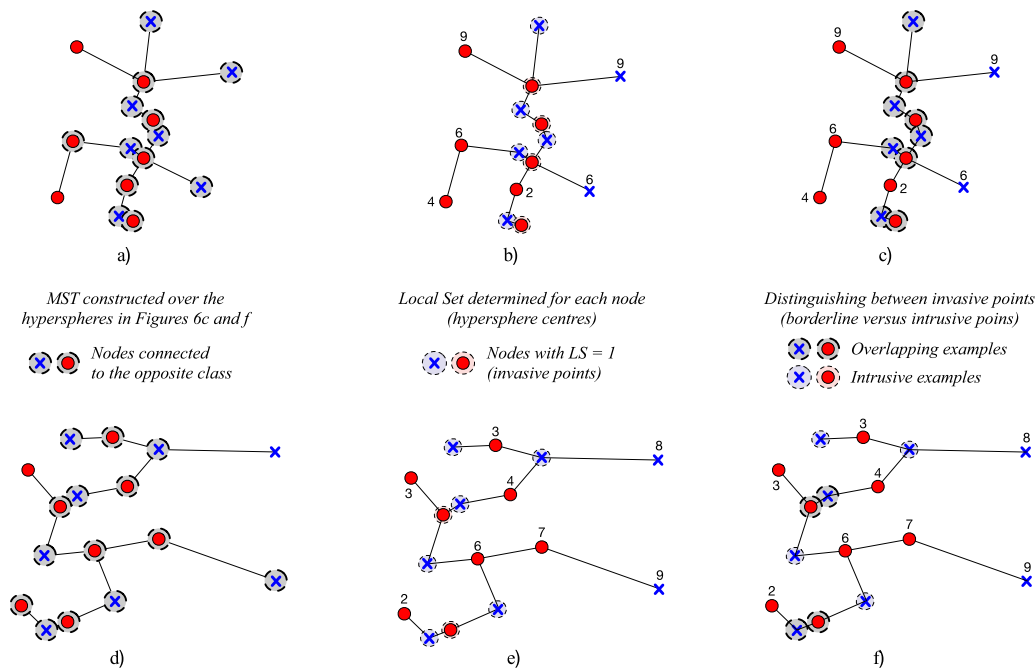 9
9
6
6
4
2
9
9
6
6
4
2
a)
b)
c)
MST constructed over the
hyperspheres in Figures 6c and f
Nodes connected
to the opposite class
Local Set determined for each node
(hypersphere centres)
Nodes with LS = 1
(invasive points)
Distinguishing between invasive points
(borderline versus intrusive poins)
Overlapping examples
Intrusive examples
3
8
3
4
6
7
9
2
3
8
3
4
6
7
9
2
d)
e)
f)